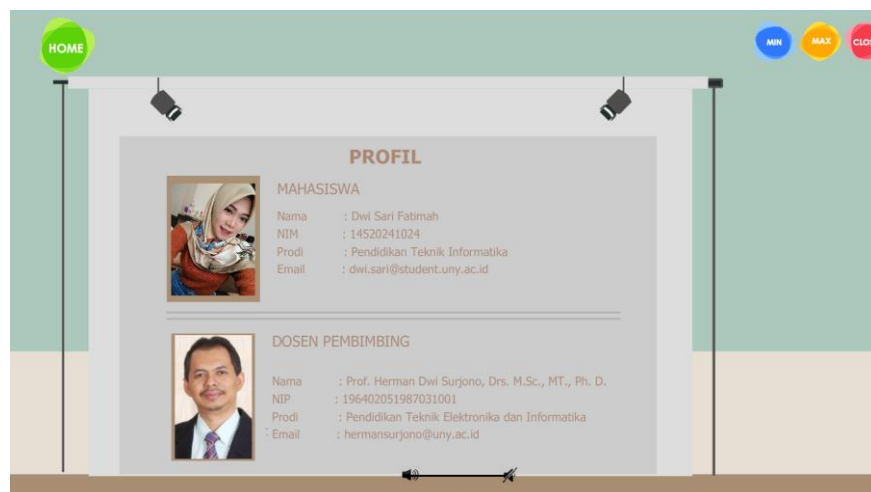 HOME
MIN
MAX
CLOS
PROFIL
MAHASISWA
Nama : Dwi Sari Fatimah
NIM : 14520241024
Prodi : Pendidikan Teknik Informatika
Email : dwi.sari@student.uny.ac.id
DOSEN PEMBIMBING
Nama : Prof. Herman Dwi Surjono, Drs. M.Sc., MT., Ph. D.
NIP : 196402051987031001
Prodi : Pendidikan Teknik Elektronika dan Informatika
Email : hermansurjono@uny.ac.id